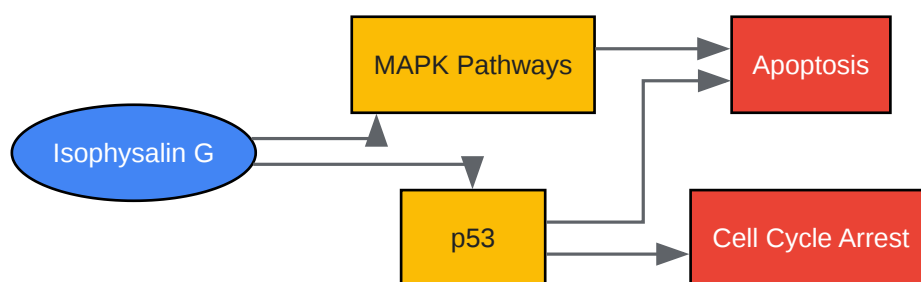 MAPK Pathways
Apoptosis
Isophysalin G
p53
Cell Cycle Arrest